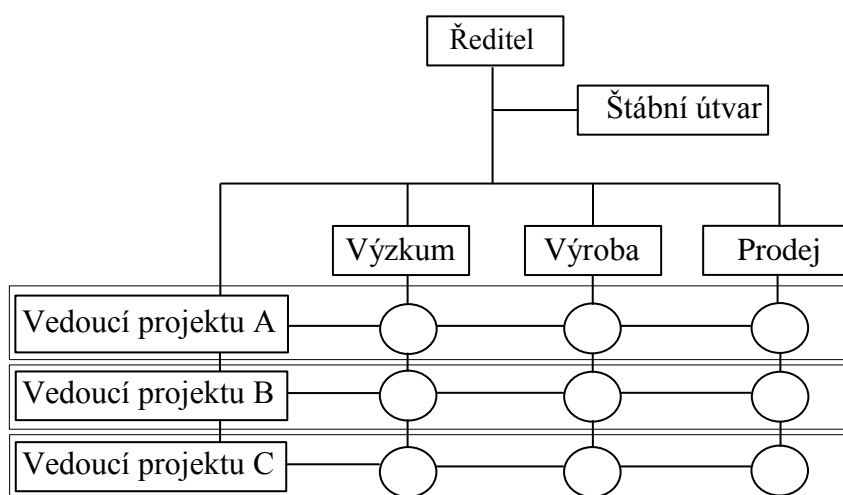 Ředitel
Štábní útvar
Výzkum
Výroba
Prodej
Vedoucí projektu A
Vedoucí projektu B
Vedoucí projektu C